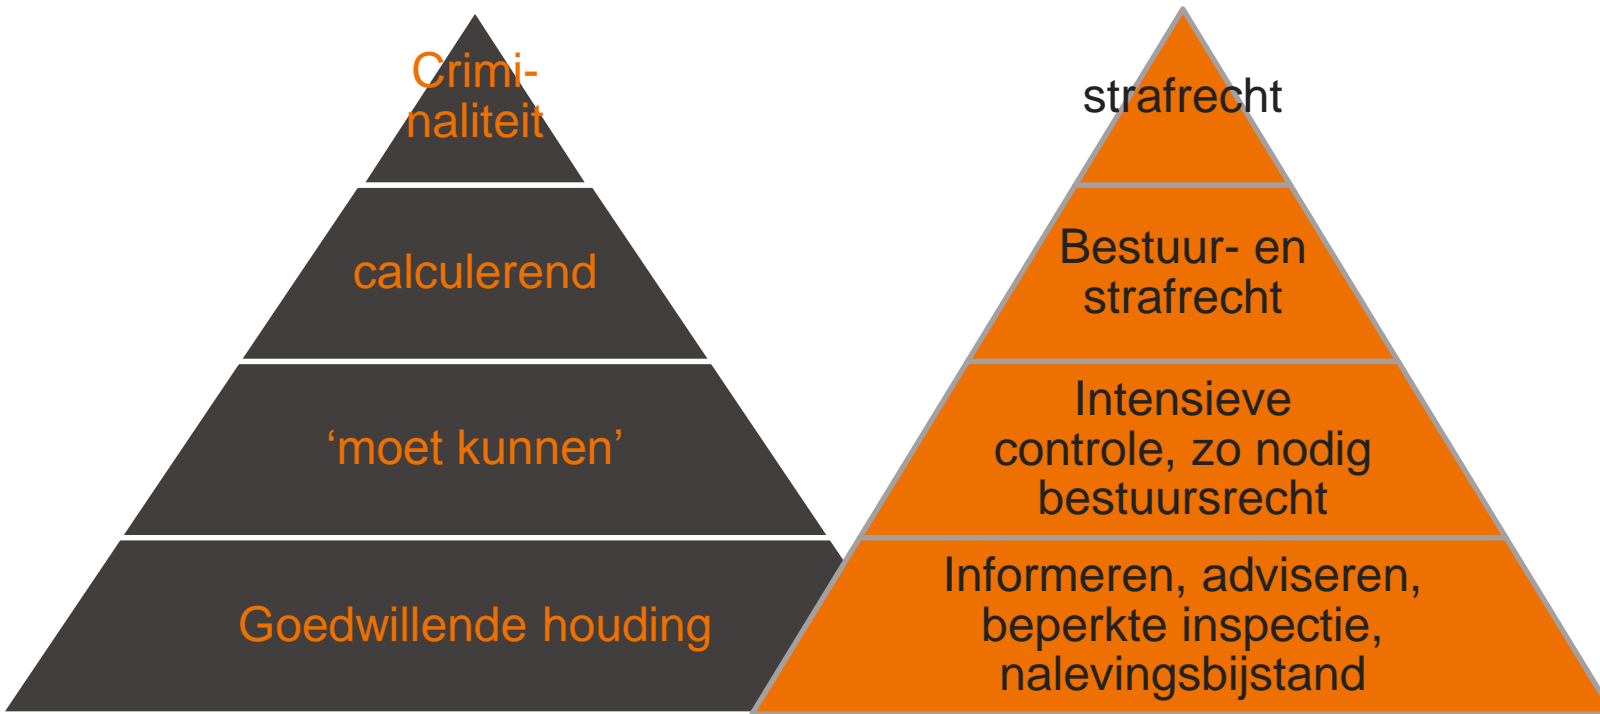 Crimi-
naliteit
calculerend
‘moet kunnen’
Goedwillende houding
strafrecht
Bestuur- en
strafrecht
Intensieve
controle, zo nodig
bestuursrecht
Informeren, adviseren,
beperkte inspectie,
nalevingsbijstand